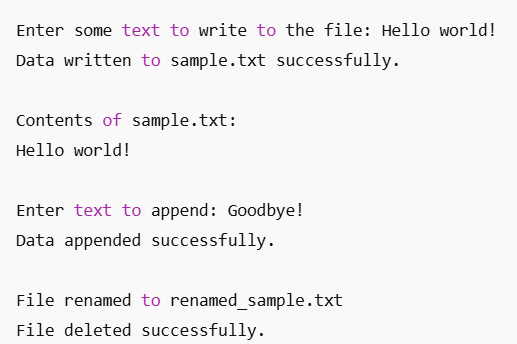 Enter some text to write to the file: Hello world!
Data written to sample.txt successfully.
Contents of sample.txt:
Hello world!
Enter text to append: Goodbye!
Data appended successfully.
File renamed to renamed_sample.txt
File deleted successfully.